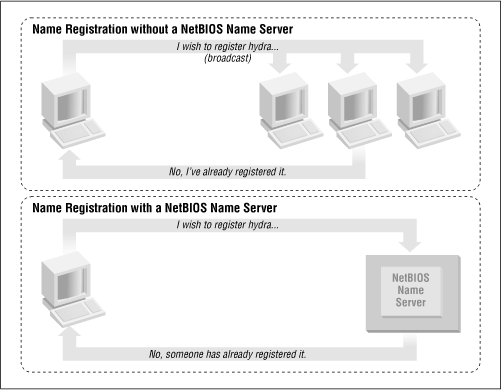 Name Registration without a NetBIOS Name Server
I wish to register hydra...
(broadcast)
No, I've already registered it.
Name Registration with a NetBIOS Name Server
I wish to register hydra...
NetBIOS
Name
Server
No, someone has already registered it.